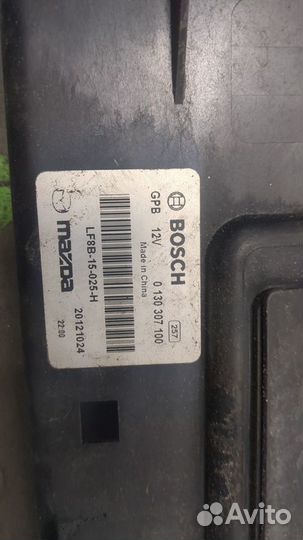 BOSCH
GPB 12V 0 130 307 100
Made in China
257
LF8B-15-025-H
mazda 20121024
22:00
Avito